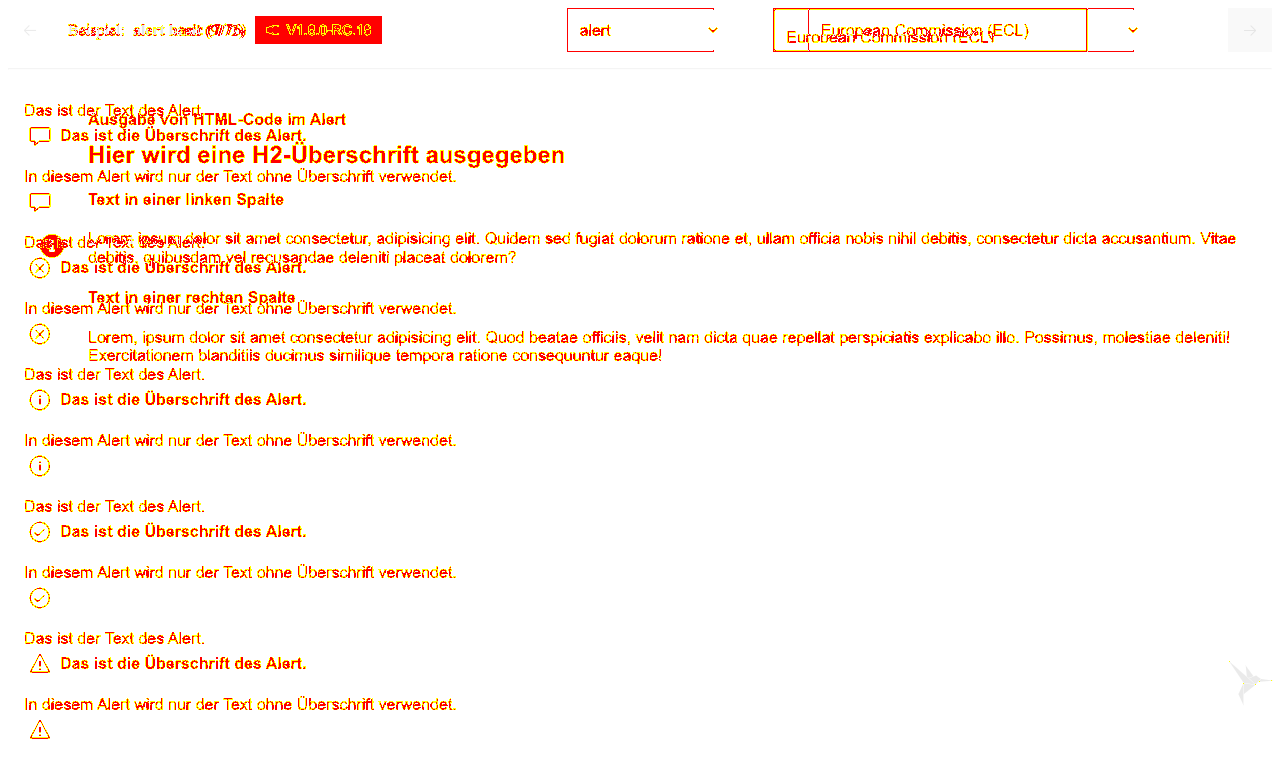 Beispiel: alert
V1.6.0-RC.16
alert
European Commission (ECL)
European Commission (ECL)
Das ist der Text des Alert.
Ausgabe von HTML-Code im Alert
Das ist die Überschrift des Alert.
Hier wird eine H2-Überschrift ausgegeben
In diesem Alert wird nur der Text ohne Überschrift verwendet.
Text in einer linken Spalte
Das ist der Text des Alert.
Lorem ipsum dolor sit amet consectetur, adipisicing elit. Quidem sed fugiat dolorum ratione et, ullam officia nobis nihil debitis, consectetur dicta accusantium. Vitae
debitis, quibusdam vel recusandae deleniti placeat dolorem?
Das ist die Überschrift des Alert.
Text in einer rechten Spalte
In diesem Alert wird nur der Text ohne Überschrift verwendet.
Lorem, ipsum dolor sit amet consectetur adipisicing elit. Quod beatae officiis, velit nam dicta quae repellat perspiciatis explicabo illo. Possimus, molestiae deleniti!
Exercitationem blanditiis ducimus similique tempora ratione consequuntur eaque!
Das ist der Text des Alert.
Das ist die Überschrift des Alert.
In diesem Alert wird nur der Text ohne Überschrift verwendet.
Das ist der Text des Alert.
Das ist die Überschrift des Alert.
In diesem Alert wird nur der Text ohne Überschrift verwendet.
Das ist der Text des Alert.
Das ist die Überschrift des Alert.
In diesem Alert wird nur der Text ohne Überschrift verwendet.